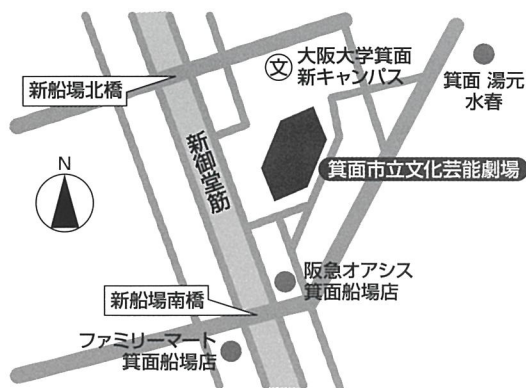 文 大阪大学箕面
新キャンパス
箕面 湯元
水春
新船場北橋
N
新御堂筋
箕面市立文化芸能劇場
阪急オアシス
箕面船場店
新船場南橋
ファミリーマート
箕面船場店